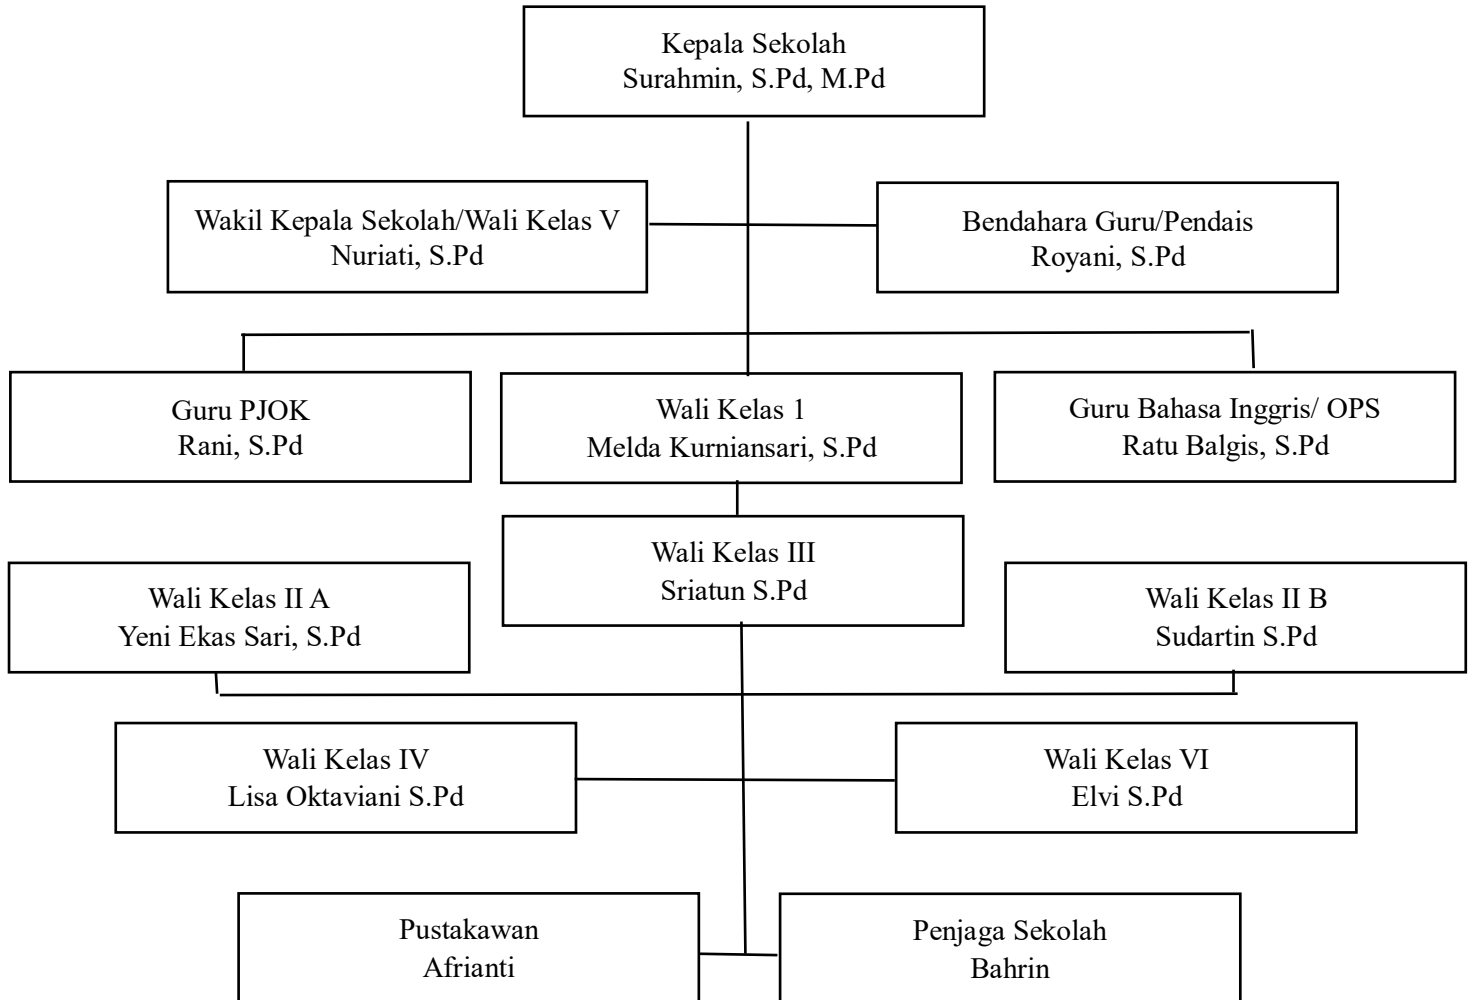 Kepala Sekolah
Surahmin, S.Pd, M.Pd
Wakil Kepala Sekolah/Wali Kelas V
Nuriati, S.Pd
Bendahara Guru/Pendais
Royani, S.Pd
Guru PJOK
Rani, S.Pd
Wali Kelas 1
Melda Kurniansari, S.Pd
Guru Bahasa Inggris/ OPS
Ratu Balgis, S.Pd
Wali Kelas III
Sriatun S.Pd
Wali Kelas II A
Yeni Ekas Sari, S.Pd
Wali Kelas II B
Sudartin S.Pd
Wali Kelas IV
Lisa Oktaviani S.Pd
Wali Kelas VI
Elvi S.Pd
Pustakawan
Afrianti
Penjaga Sekolah
Bahrin